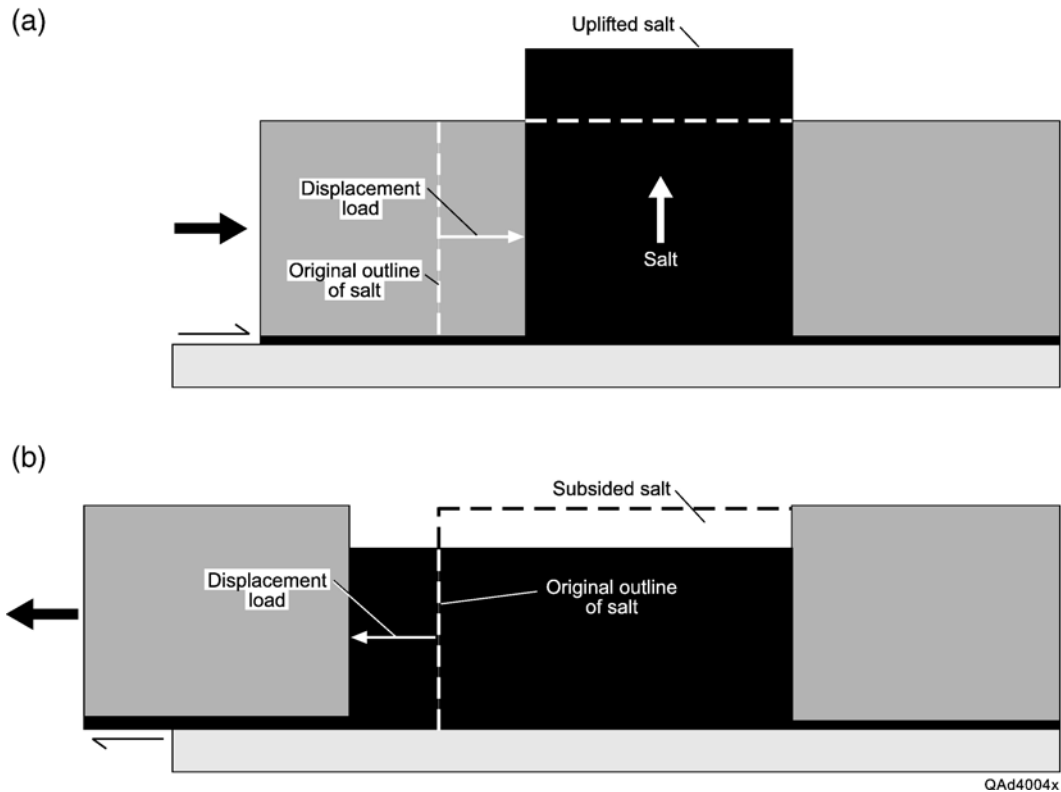 (a)
Uplifted salt
Displacement
load
Original outline
of salt
Salt
(b)
Subsided salt
Displacement
load
Original outline
of salt
QAd4004x